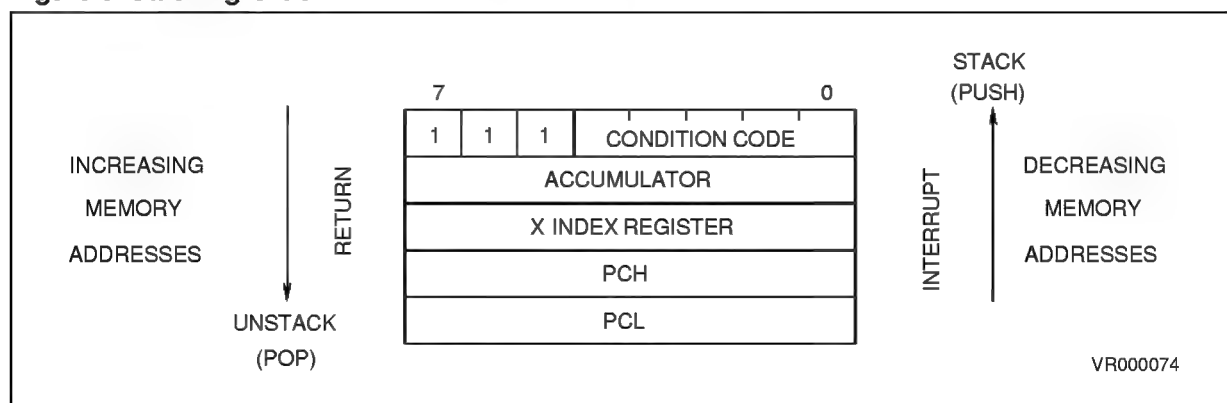 STACK
(PUSH)
7 0
1 1 1 CONDITION CODE
ACCUMULATOR
X INDEX REGISTER
PCH
PCL
INCREASING
MEMORY
ADDRESSES
RETURN
UNSTACK
(POP)
INTERRUPT
DECREASING
MEMORY
ADDRESSES
VR000074